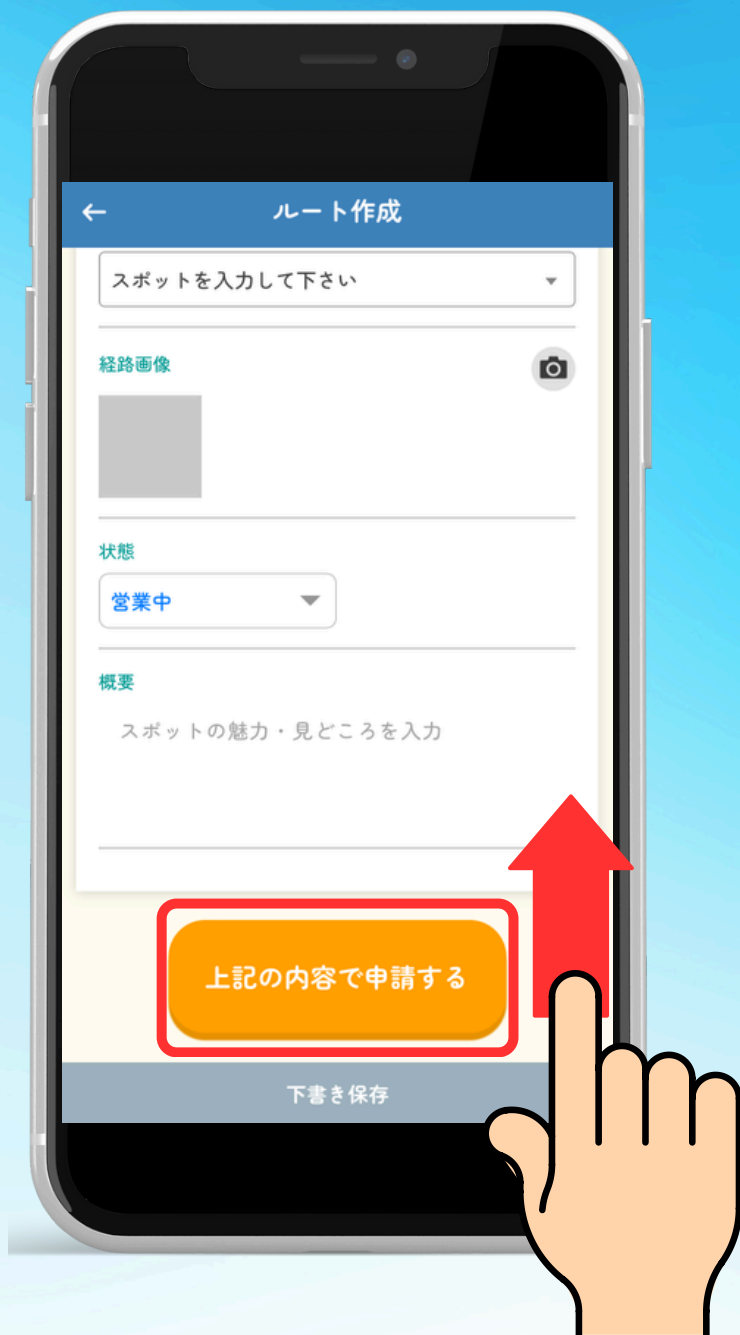 ルート作成
スポットを入力して下さい
経路画像
状態
営業中
概要
スポットの魅力・見どころを入力
上記の内容で申請する
下書き保存